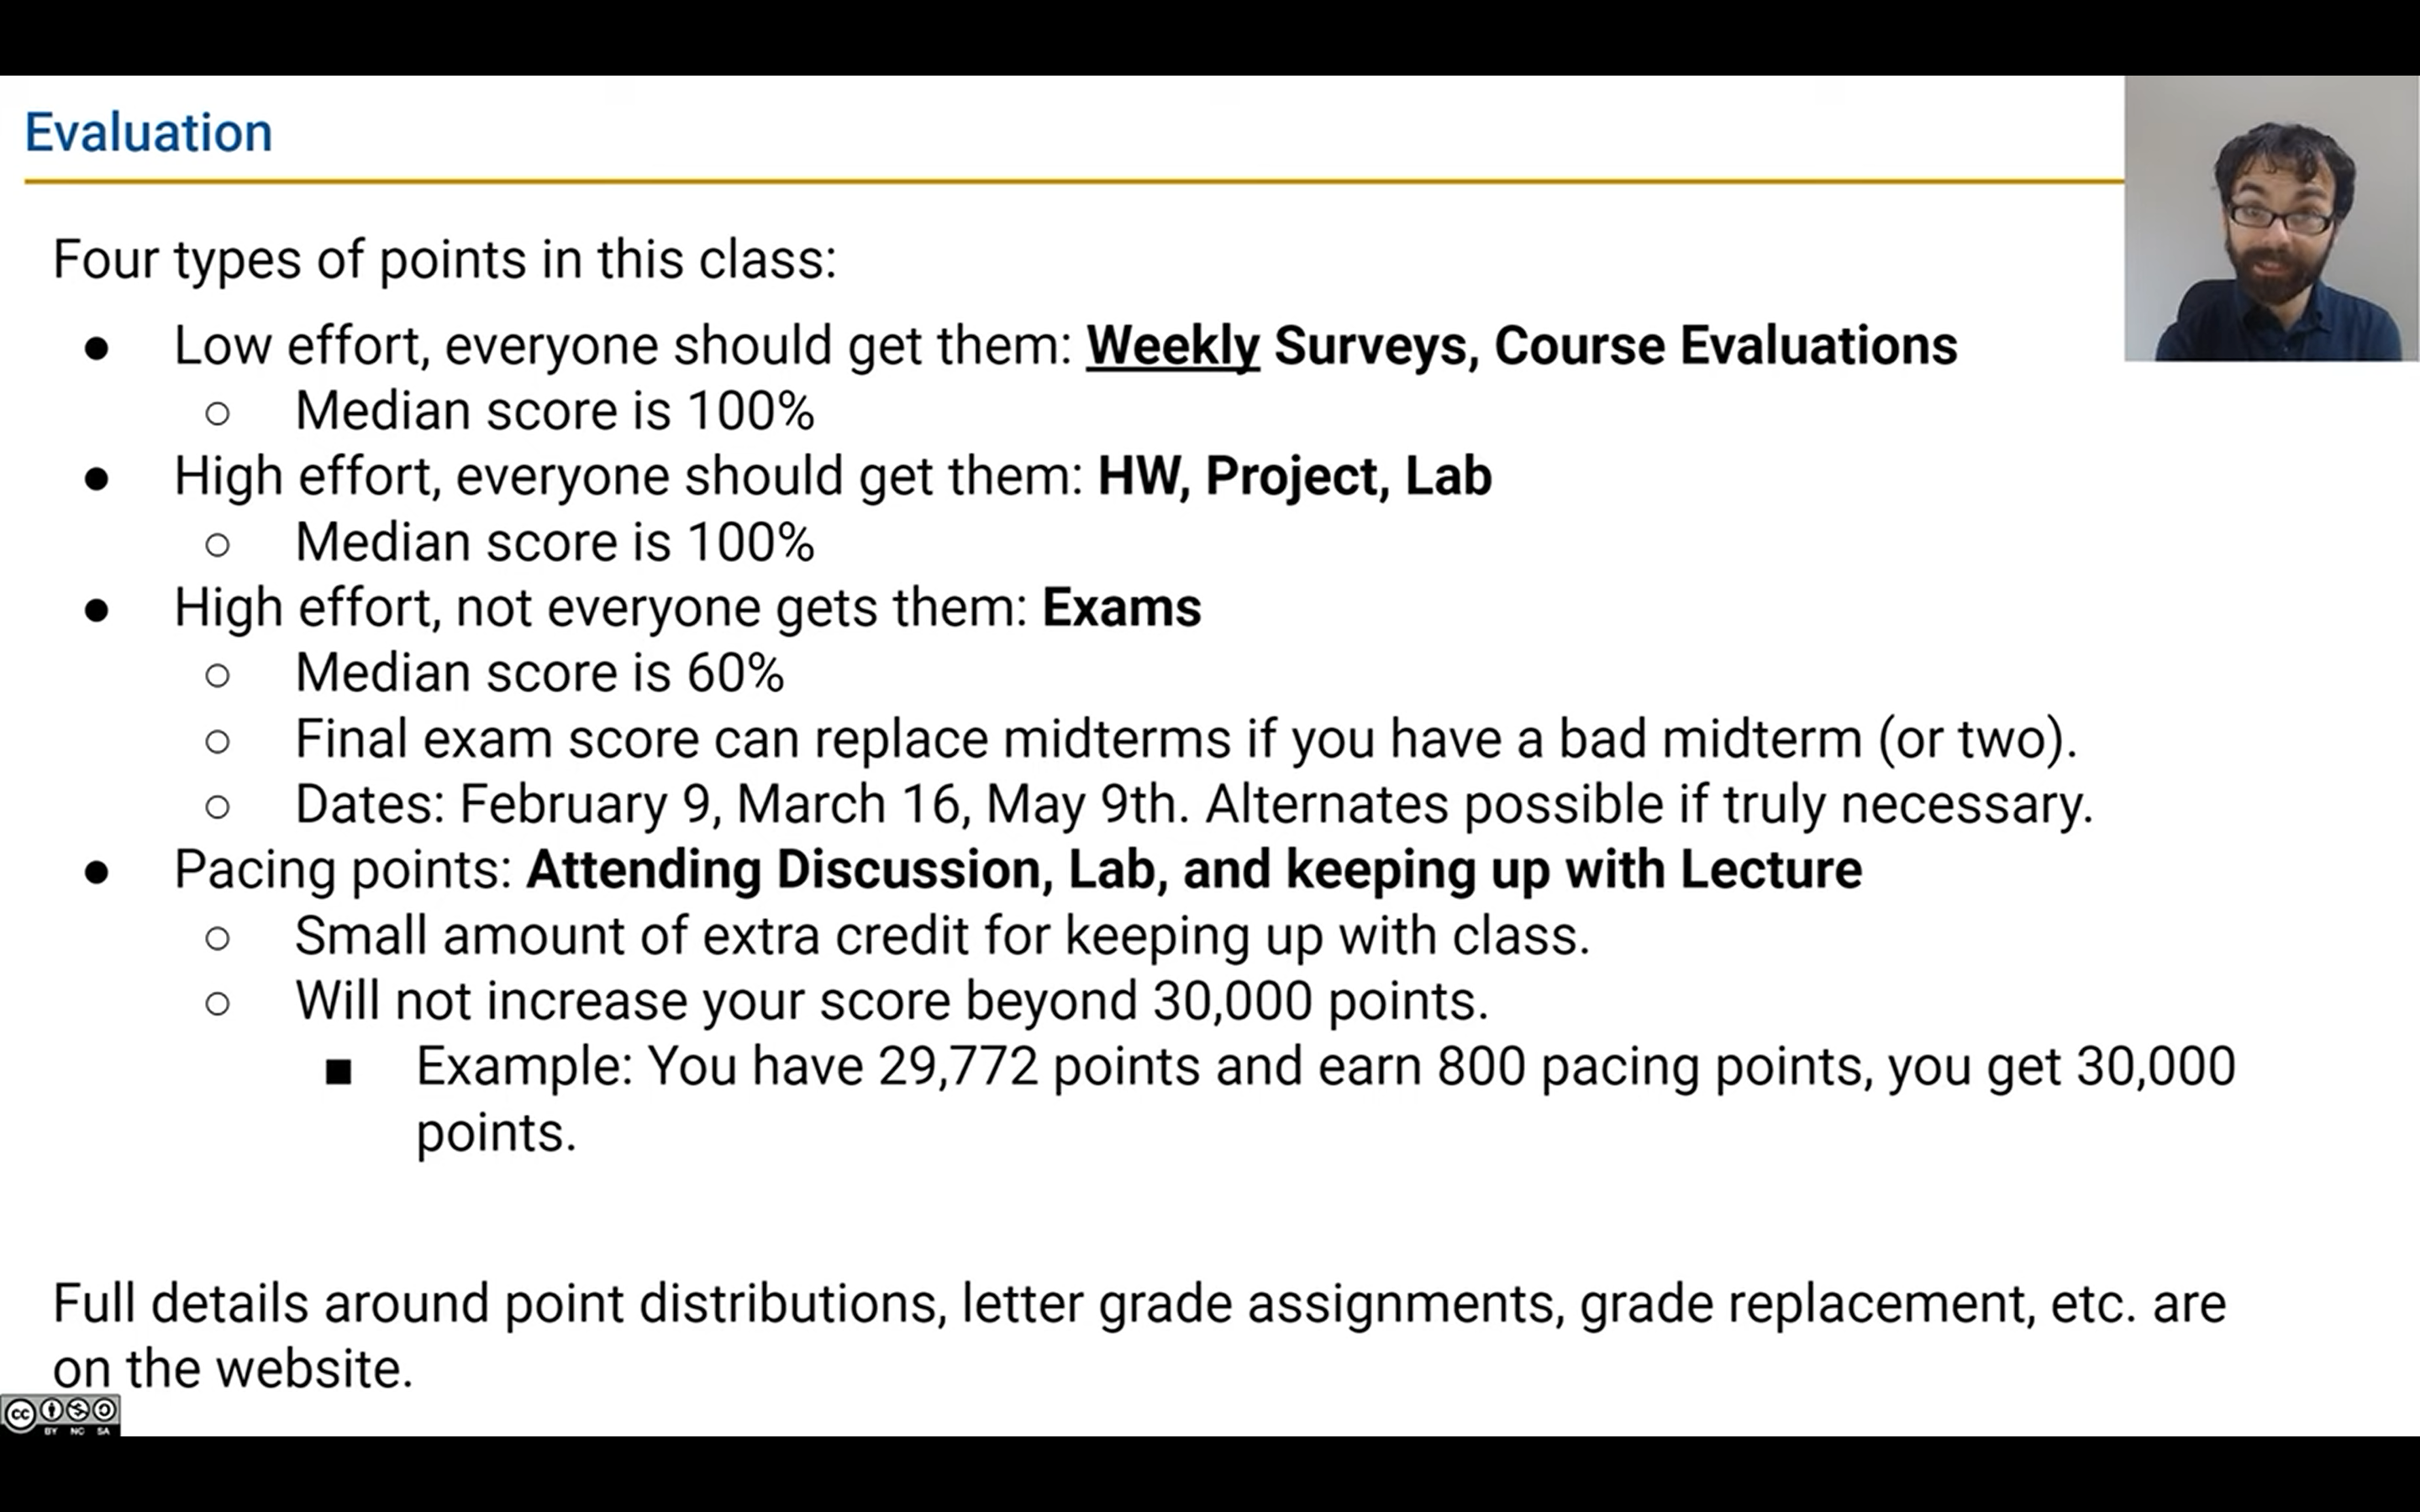 Evaluation
Four types of points in this class:
● Low effort, everyone should get them: Weekly Surveys, Course Evaluations
○ Median score is 100%
● High effort, everyone should get them: HW, Project, Lab
○ Median score is 100%
● High effort, not everyone gets them: Exams
○ Median score is 60%
○ Final exam score can replace midterms if you have a bad midterm (or two).
○ Dates: February 9, March 16, May 9th. Alternates possible if truly necessary.
● Pacing points: Attending Discussion, Lab, and keeping up with Lecture
○ Small amount of extra credit for keeping up with class.
○ Will not increase your score beyond 30,000 points.
■ Example: You have 29,772 points and earn 800 pacing points, you get 30,000
points.
Full details around point distributions, letter grade assignments, grade replacement, etc. are
on the website.
cc
BY NC SA